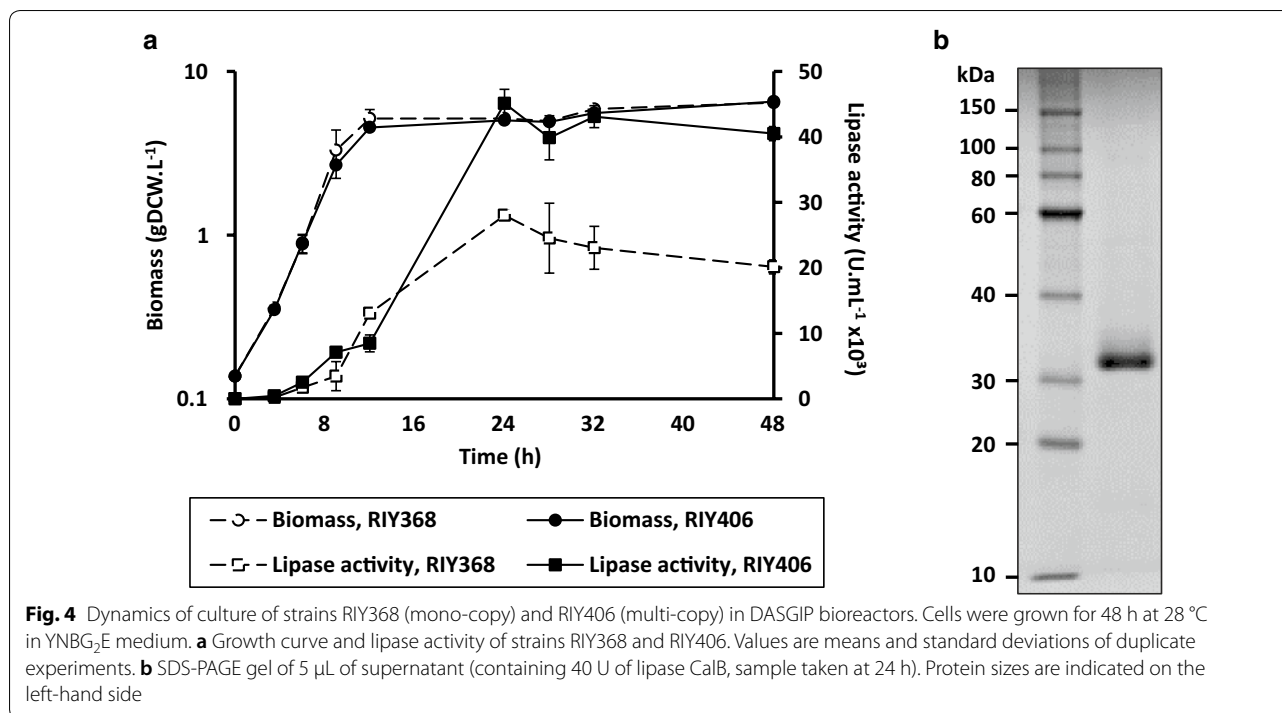 a
b
10
1
0.1
Biomass (gDCW.L-1)
50
40
30
20
10
0
Lipase activity (U.mL-1 x10³)
0 8 16 24 32 40 48
Time (h)
Biomass, RIY368
Biomass, RIY406
Lipase activity, RIY368
Lipase activity, RIY406
kDa
150
100
80
60
40
30
20
10
Fig. 4 Dynamics of culture of strains RIY368 (mono-copy) and RIY406 (multi-copy) in DASGIP bioreactors. Cells were grown for 48 h at 28 °C
in YNBG₂E medium. a Growth curve and lipase activity of strains RIY368 and RIY406. Values are means and standard deviations of duplicate
experiments. b SDS-PAGE gel of 5 µL of supernatant (containing 40 U of lipase CalB, sample taken at 24 h). Protein sizes are indicated on the
left-hand side